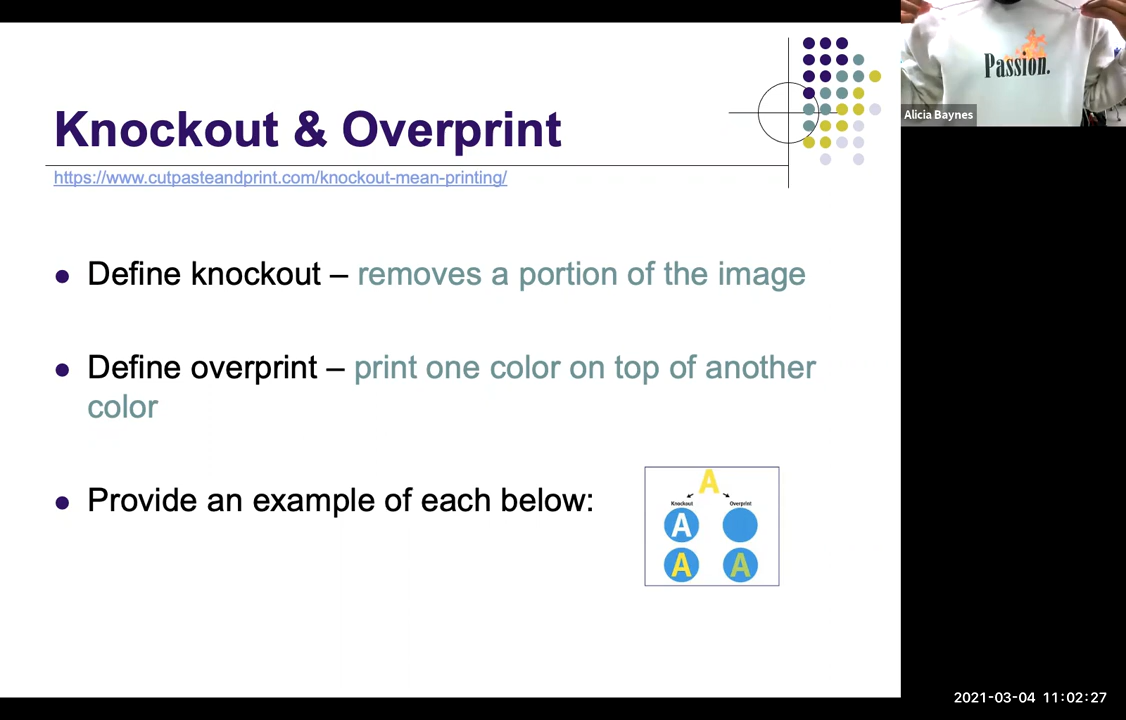 Knockout & Overprint
https://www.cutpasteandprint.com/knockout-mean-printing/
Define knockout – removes a portion of the image
Define overprint – print one color on top of another
color
Provide an example of each below:
A
Knockout Overprint
A
A A
Passion.
Alicia Baynes
2021-03-04 11:02:27